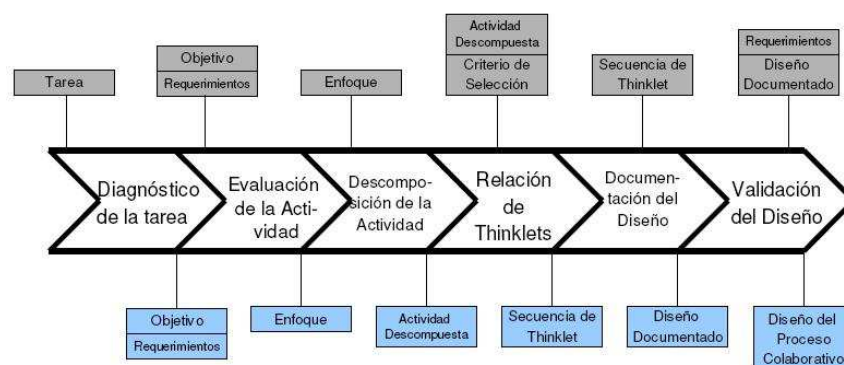 Tarea
Objetivo
Requerimientos
Enfoque
Actividad
Descompuesta
Criterio de
Selección
Secuencia de
Thinklet
Requerimientos
Diseño
Documentado
Diagnóstico
de la tarea
Evaluación
de la Acti-
vidad
Descompo-
sición de la
Actividad
Relación
de
Thinklets
Documen-
tación del
Diseño
Validación
del Diseño
Objetivo
Requerimientos
Enfoque
Actividad
Descompuesta
Secuencia de
Thinklet
Diseño
Documentado
Diseño del
Proceso
Colaborativo